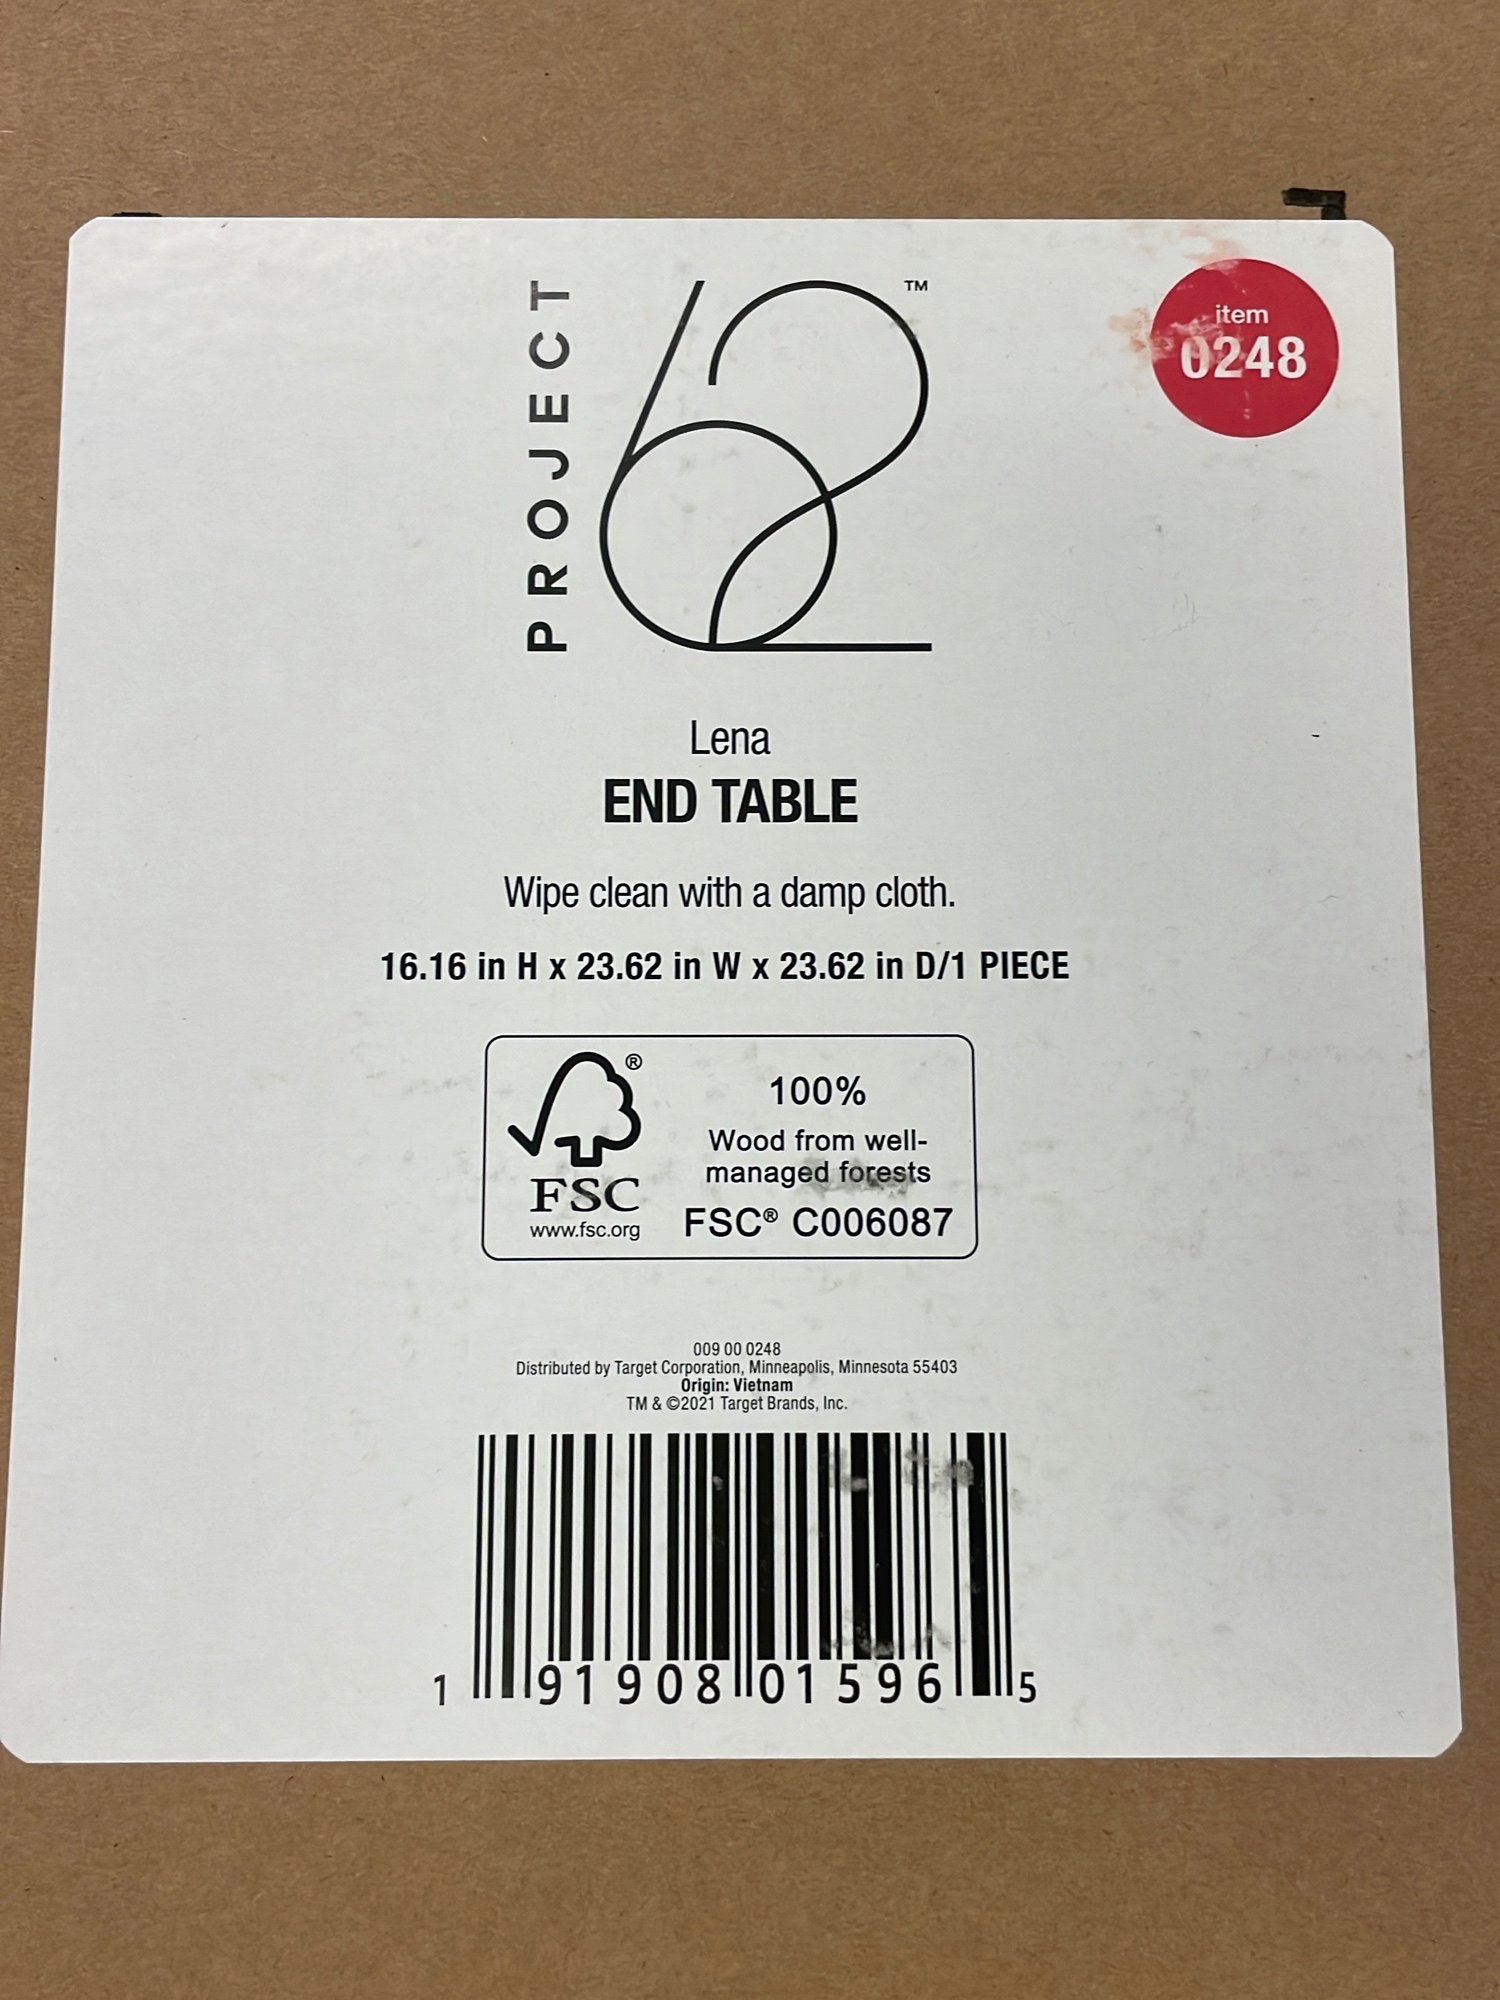 PROJECT 62 ™
item
0248
Lena
END TABLE
Wipe clean with a damp cloth.
16.16 in H x 23.62 in W x 23.62 in D/1 PIECE
®
FSC
www.fsc.org
100%
Wood from well-
managed forests
FSC® C006087
009 00 0248
Distributed by Target Corporation, Minneapolis, Minnesota 55403
Origin: Vietnam
TM & ©2021 Target Brands, Inc.
1 91908 01596 5